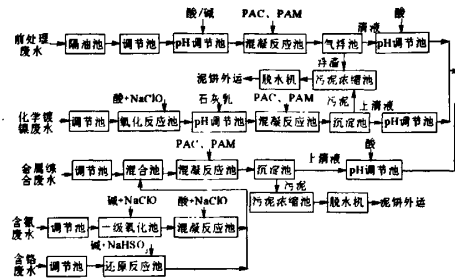 酸/碱 PAC、PAM 清液 酸
前处理废水 隔油池 调节池 pH调节池 混凝反应池 气浮池 pH调节池
浮渣
泥饼外运 脱水机 污泥浓缩池
酸+NaClO 石灰乳 PAC、PAM 污泥 上清液
化学镀镍废水 调节池 氧化反应池 pH调节池 混凝反应池 沉淀池 pH调节池
PAC、PAM 酸
金属综合废水 调节池 混合池 混凝反应池 沉淀池 上清液 pH调节池
污泥
污泥浓缩池 脱水机 泥饼外运
碱+NaClO 酸+NaClO
含氰废水 调节池 一级氧化池 混凝反应池
碱+NaHSO3
含铬废水 调节池 还原反应池